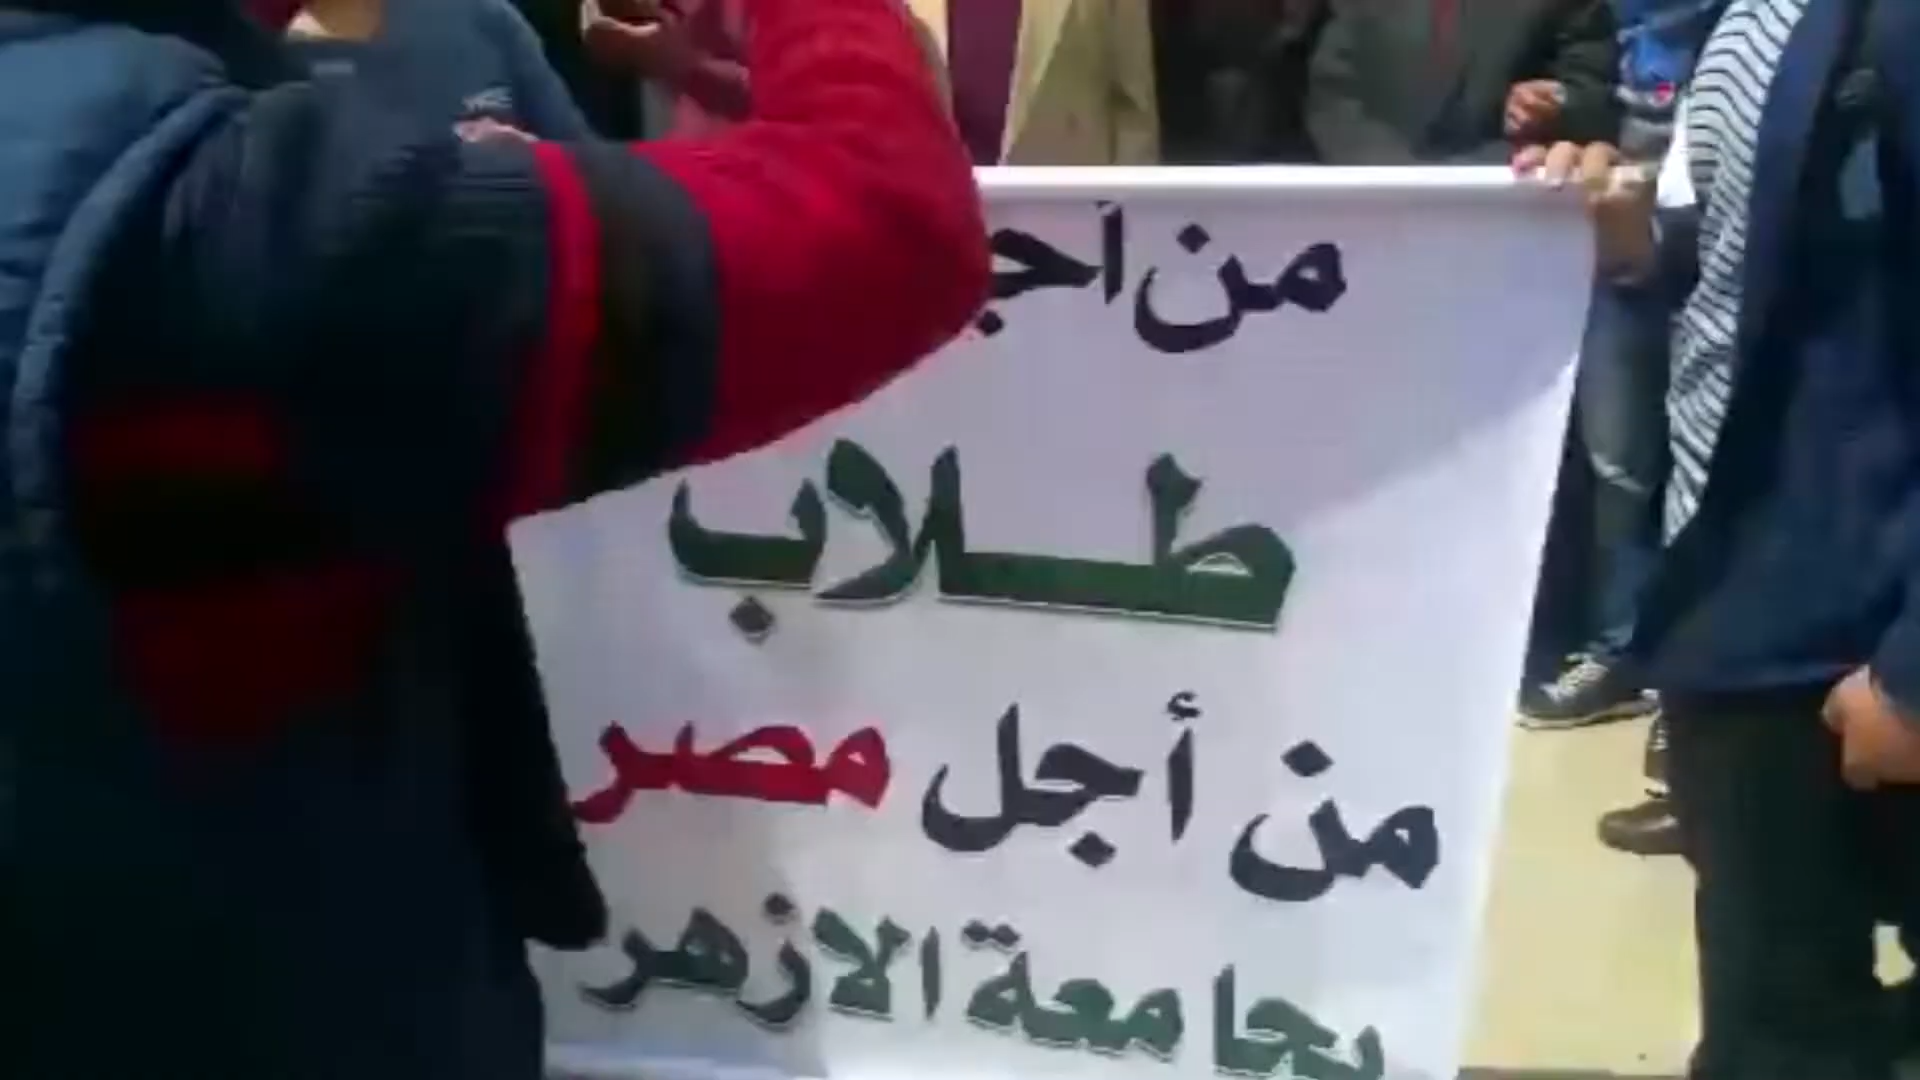 من
طلاب
من أجل مصر
بجامعة الازهر